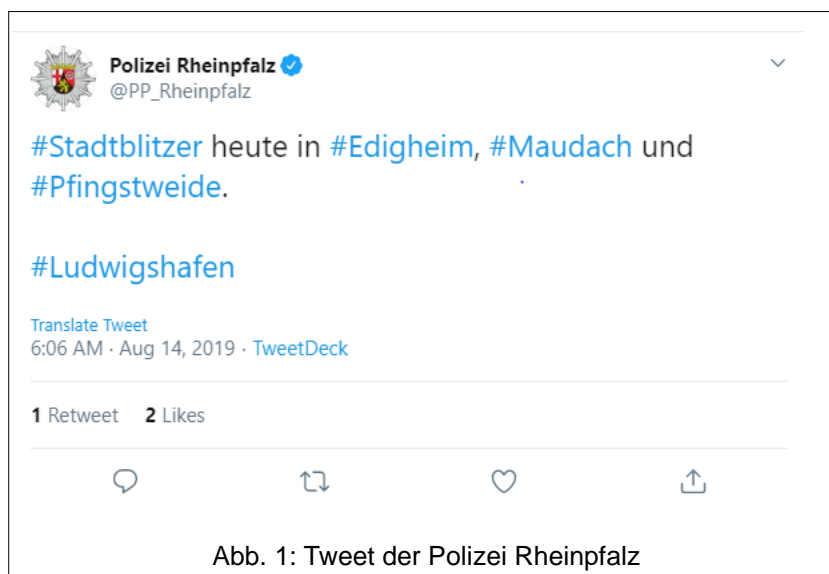 Polizei Rheinpfalz
@PP_Rheinpfalz
#Stadtblitzer heute in #Edigheim, #Maudach und
#Pfingstweide.
#Ludwigshafen
Translate Tweet
6:06 AM · Aug 14, 2019 · TweetDeck
1 Retweet 2 Likes
Abb. 1: Tweet der Polizei Rheinpfalz